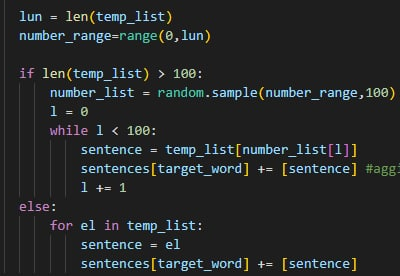 lun = len(temp_list)
number_range=range(0,lun)
if len(temp_list) > 100:
number_list = random.sample(number_range,100)
l = 0
while l < 100:
sentence = temp_list[number_list[l]]
sentences[target_word] += [sentence] #aggi
l += 1
else:
for el in temp_list:
sentence = el
sentences[target_word] += [sentence]